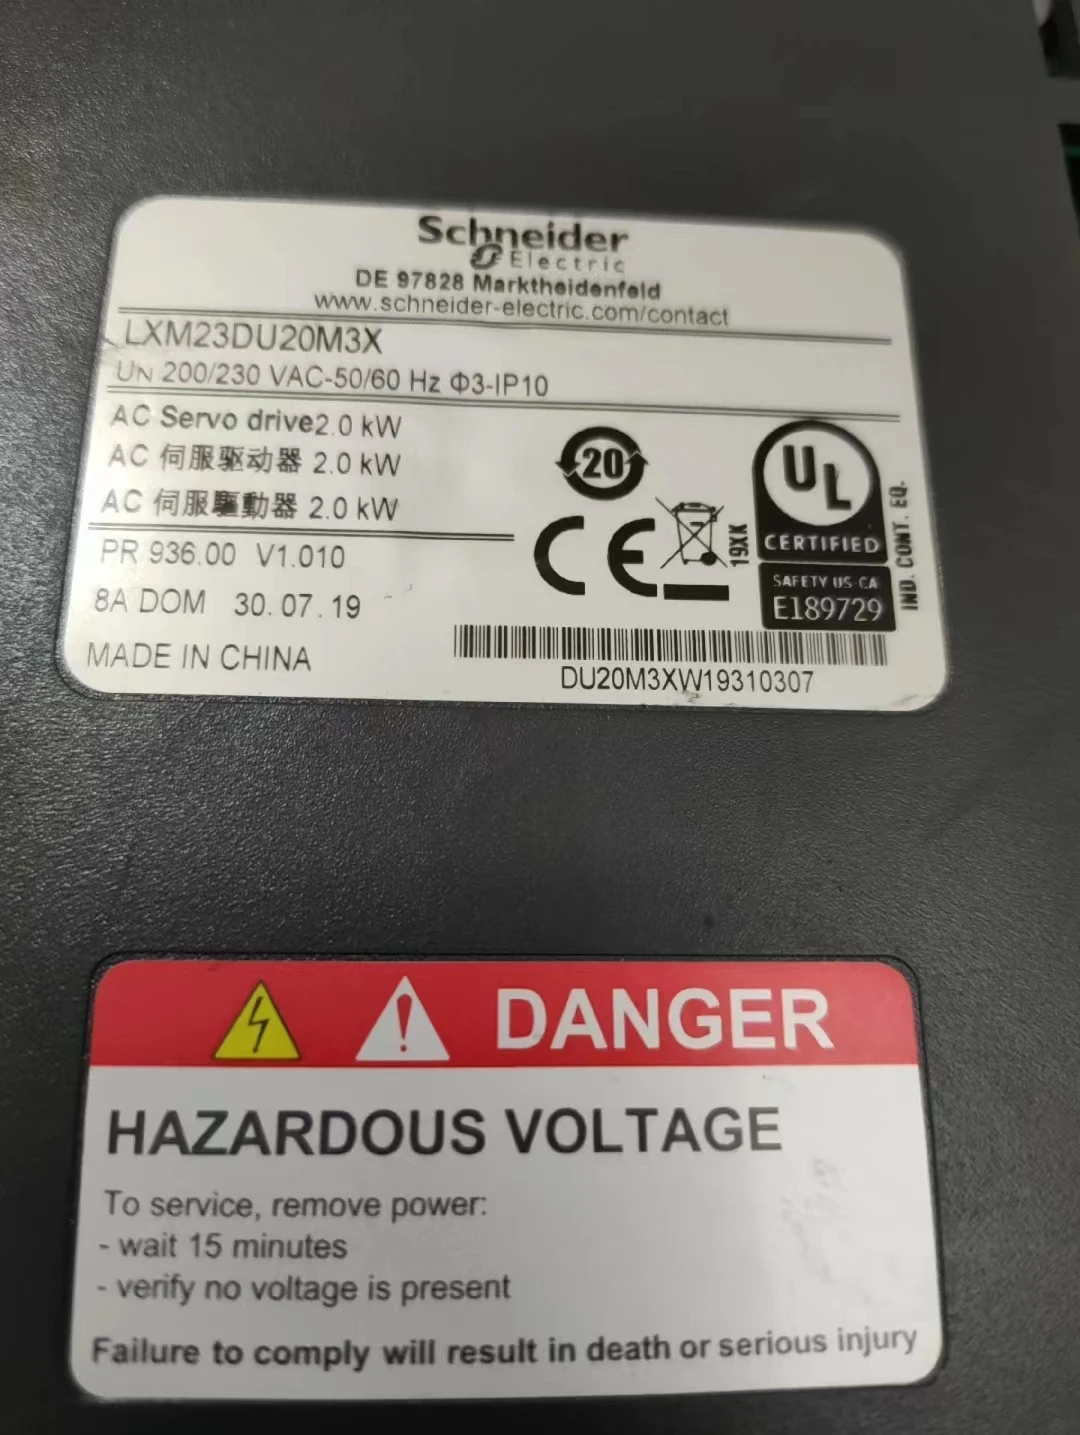 Schneider
Electric
DE 97828 Marktheidenfeld
www.schneider-electric.com/contact
LXM23DU20M3X
UN 200/230 VAC-50/60 Hz Φ3-IP10
AC Servo drive2.0 kW
AC 伺服驱动器 2.0 kW
AC 伺服驅動器 2.0 kW
PR 936.00 V1.010
8A DOM 30.07.19
MADE IN CHINA
20
CE
19XX
UL
CERTIFIED
SAFETY US-CA
E189729
IND. CONT. EQ.
DU20M3XW19310307
DANGER
HAZARDOUS VOLTAGE
To service, remove power:
- wait 15 minutes
- verify no voltage is present
Failure to comply will result in death or serious injury